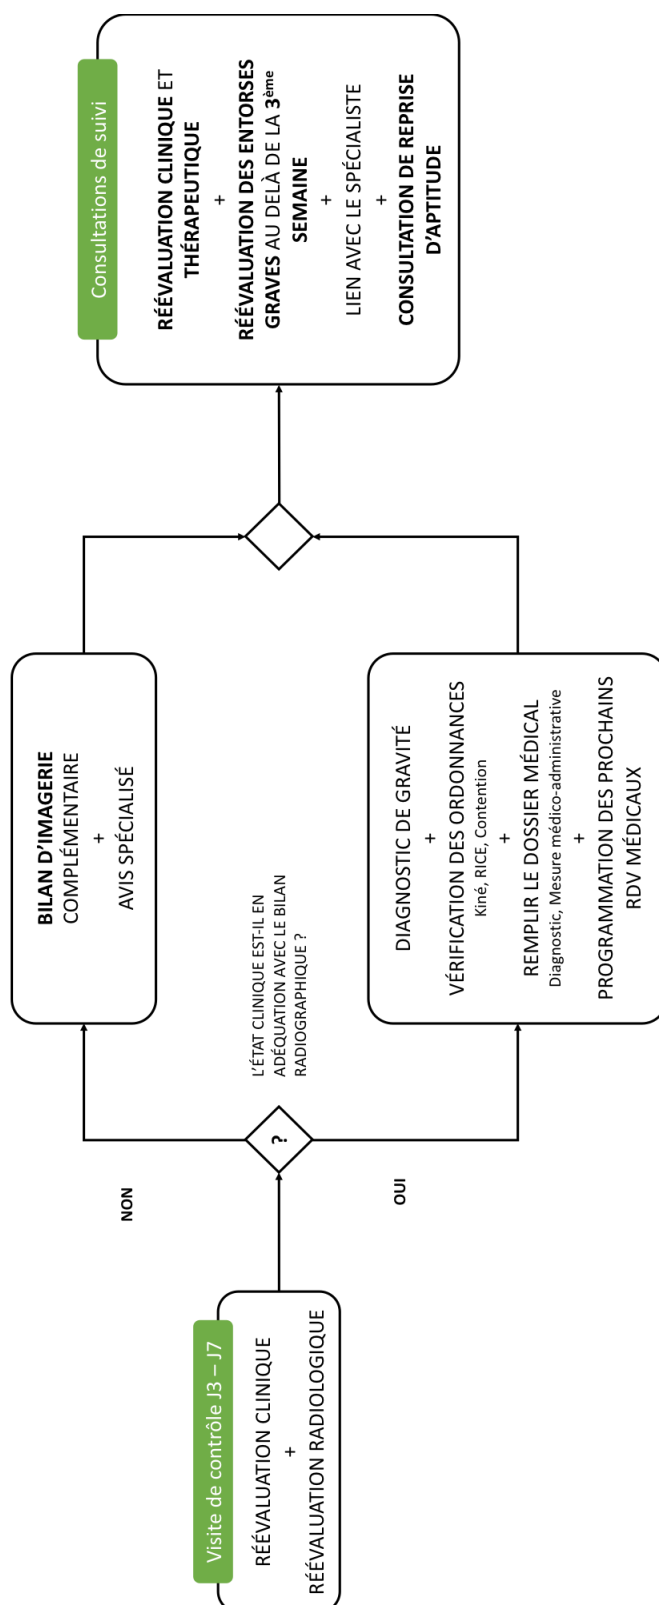 Visite de contrôle J3 – J7
RÉÉVALUATION CLINIQUE
+
RÉÉVALUATION RADIOLOGIQUE
?
NON
OUI
L’ÉTAT CLINIQUE EST-IL EN
ADÉQUATION AVEC LE BILAN
RADIOGRAPHIQUE ?
BILAN D’IMAGERIE
COMPLÉMENTAIRE
+
AVIS SPÉCIALISÉ
DIAGNOSTIC DE GRAVITÉ
+
VÉRIFICATION DES ORDONNANCES
Kiné, RICE, Contention
+
REMPLIR LE DOSSIER MÉDICAL
Diagnostic, Mesure médico-administrative
+
PROGRAMMATION DES PROCHAINS
RDV MÉDICAUX
Consultations de suivi
RÉÉVALUATION CLINIQUE ET
THÉRAPEUTIQUE
+
RÉÉVALUATION DES ENTORSES
GRAVES AU DELÀ DE LA 3ème
SEMAINE
+
LIEN AVEC LE SPÉCIALISTE
+
CONSULTATION DE REPRISE
D’APTITUDE